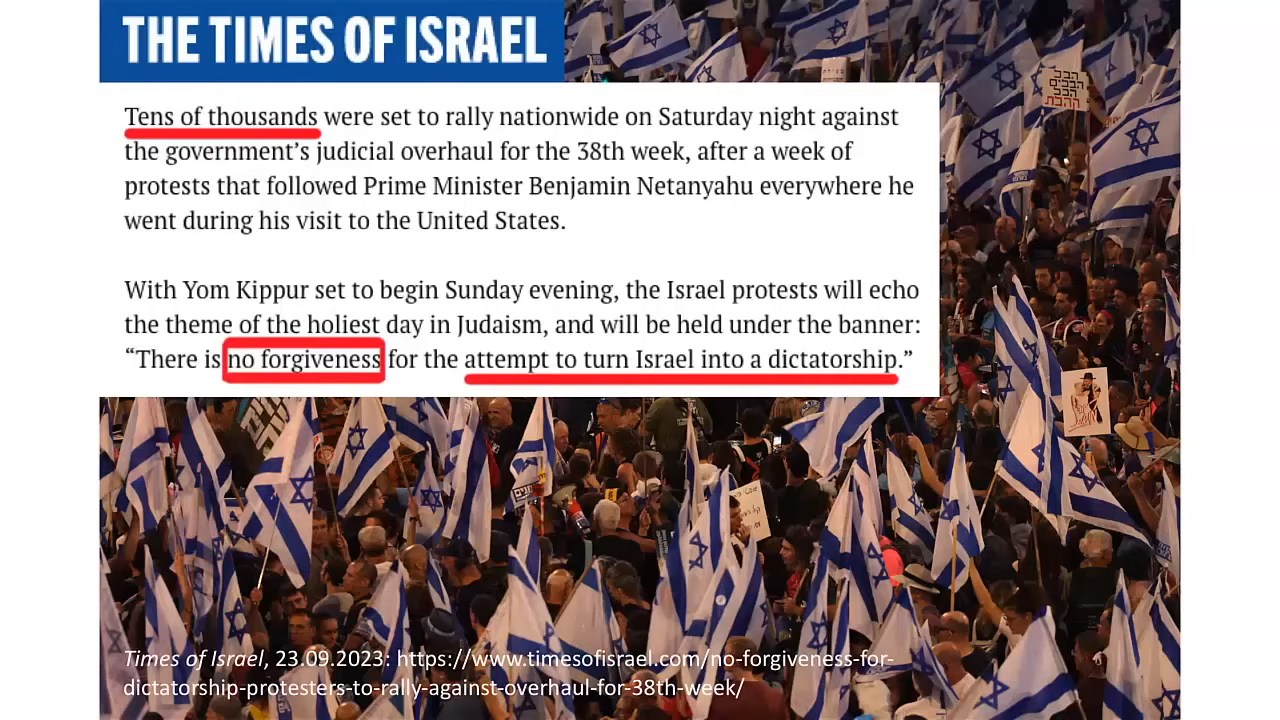 THE TIMES OF ISRAEL
Tens of thousands were set to rally nationwide on Saturday night against
the government’s judicial overhaul for the 38th week, after a week of
protests that followed Prime Minister Benjamin Netanyahu everywhere he
went during his visit to the United States.
With Yom Kippur set to begin Sunday evening, the Israel protests will echo
the theme of the holiest day in Judaism, and will be held under the banner:
“There is no forgiveness for the attempt to turn Israel into a dictatorship.”
הבל
הבלים
הכל
ההבל
Times of Israel, 23.09.2023: https://www.timesofisrael.com/no-forgiveness-for-
dictatorship-protesters-to-rally-against-overhaul-for-38th-week/